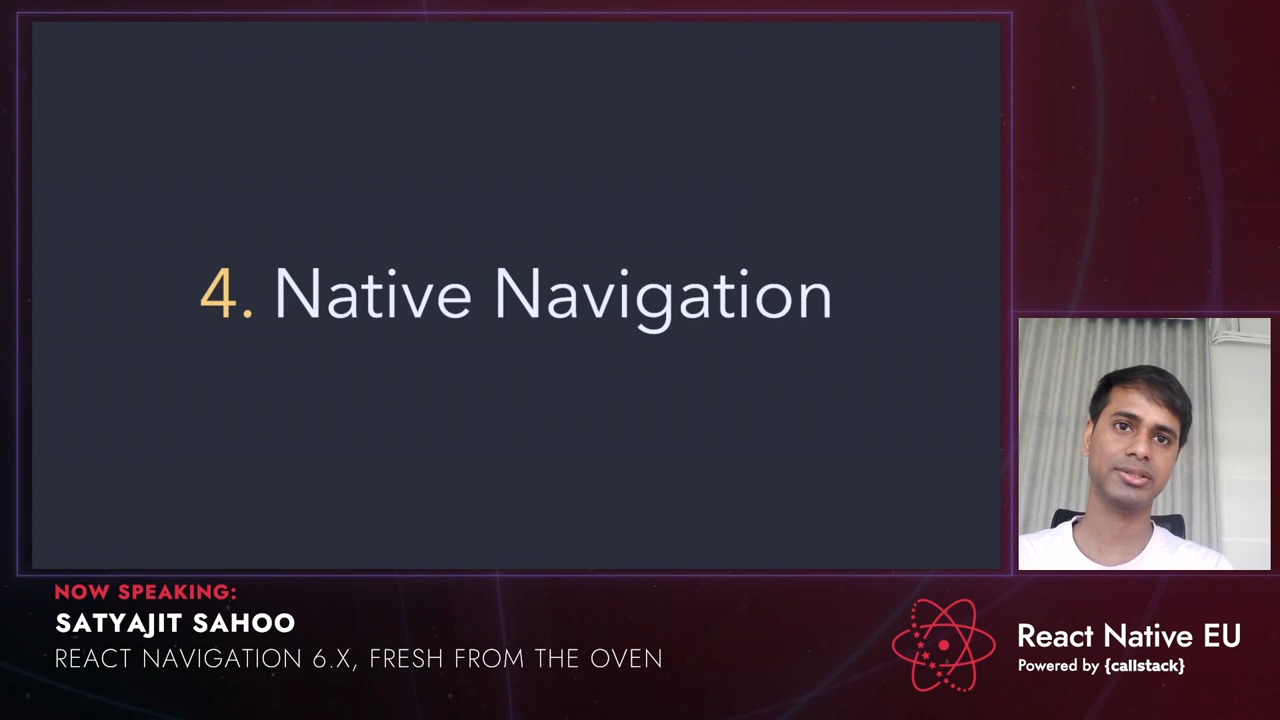 4. Native Navigation
NOW SPEAKING:
SATYAJIT SAHOO
REACT NAVIGATION 6.X, FRESH FROM THE OVEN
React Native EU
Powered by {callstack}